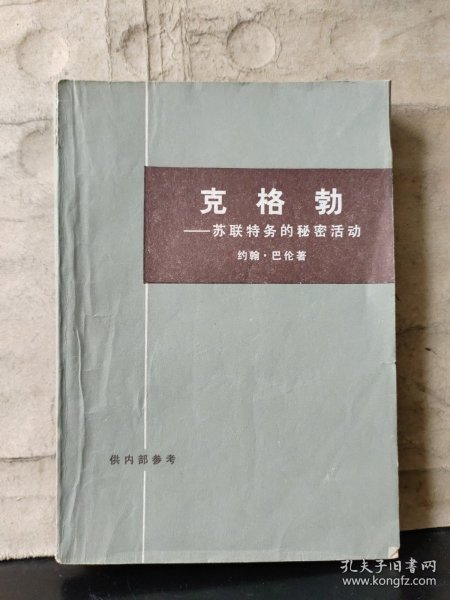 克格勃
——苏联特务的秘密活动
约翰·巴伦著
供内部参考
孔夫子旧书网
www.kongfz.com